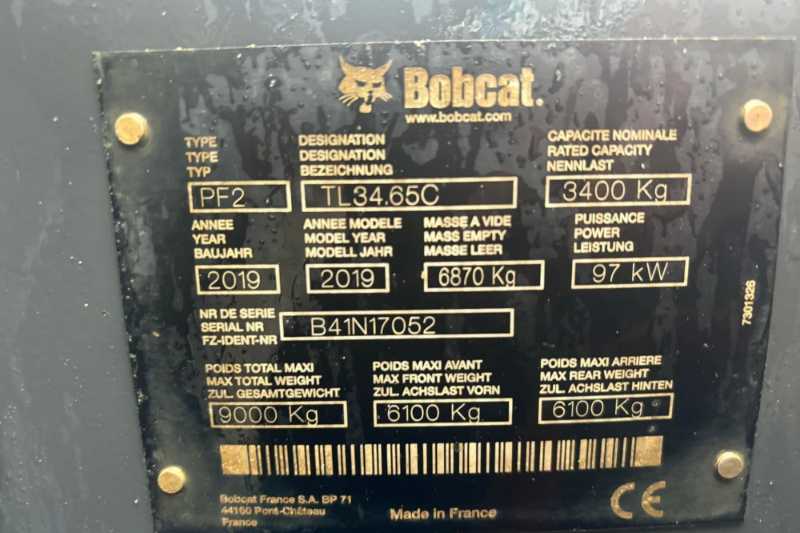 Bobcat.
www.bobcat.com
TYPE DESIGNATION CAPACITE NOMINALE
TYPE DESIGNATION RATED CAPACITY
TYP BEZEICHNUNG NENNLAST
PF2 TL34.65C 3400 Kg
ANNEE ANNEE MODELE MASSE A VIDE PUISSANCE
YEAR MODEL YEAR MASS EMPTY POWER
BAUJAHR MODELL JAHR MASSE LEER LEISTUNG
2019 2019 6870 Kg 97 kW
NR DE SERIE
SERIAL NR
FZ-IDENT-NR
B41N17052
7301326
POIDS TOTAL MAXI POIDS MAXI AVANT POIDS MAXI ARRIERE
MAX TOTAL WEIGHT MAX FRONT WEIGHT MAX REAR WEIGHT
ZUL. GESAMTGEWICHT ZUL. ACHSLAST VORN ZUL. ACHSLAST HINTEN
9000 Kg 6100 Kg 6100 Kg
Bobcat France S.A. BP 71
44160 Pont-Château
France
Made in France
CE